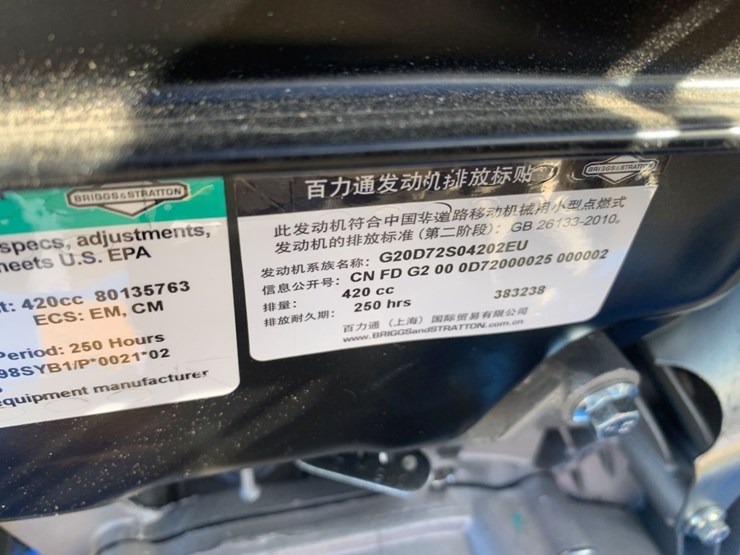 BRIGGS&STRATTON
specs, adjustments,
meets U.S. EPA
t: 420cc 80135763
ECS: EM, CM
Period: 250 Hours
98SYB1/P*0021*02
equipment manufacturer
百力通发动机排放标贴
BRIGGS&STRATTON
此发动机符合中国非道路移动机械用小型点燃式
发动机的排放标准（第二阶段）：GB 26133-2010。
发动机系族名称：G20D72S04202EU
信息公开号：CN FD G2 00 0D72000025 000002
排量： 420 cc
排放耐久期： 250 hrs 383238
百力通（上海）国际贸易有限公司
www.BRIGGSandSTRATTON.com.cn